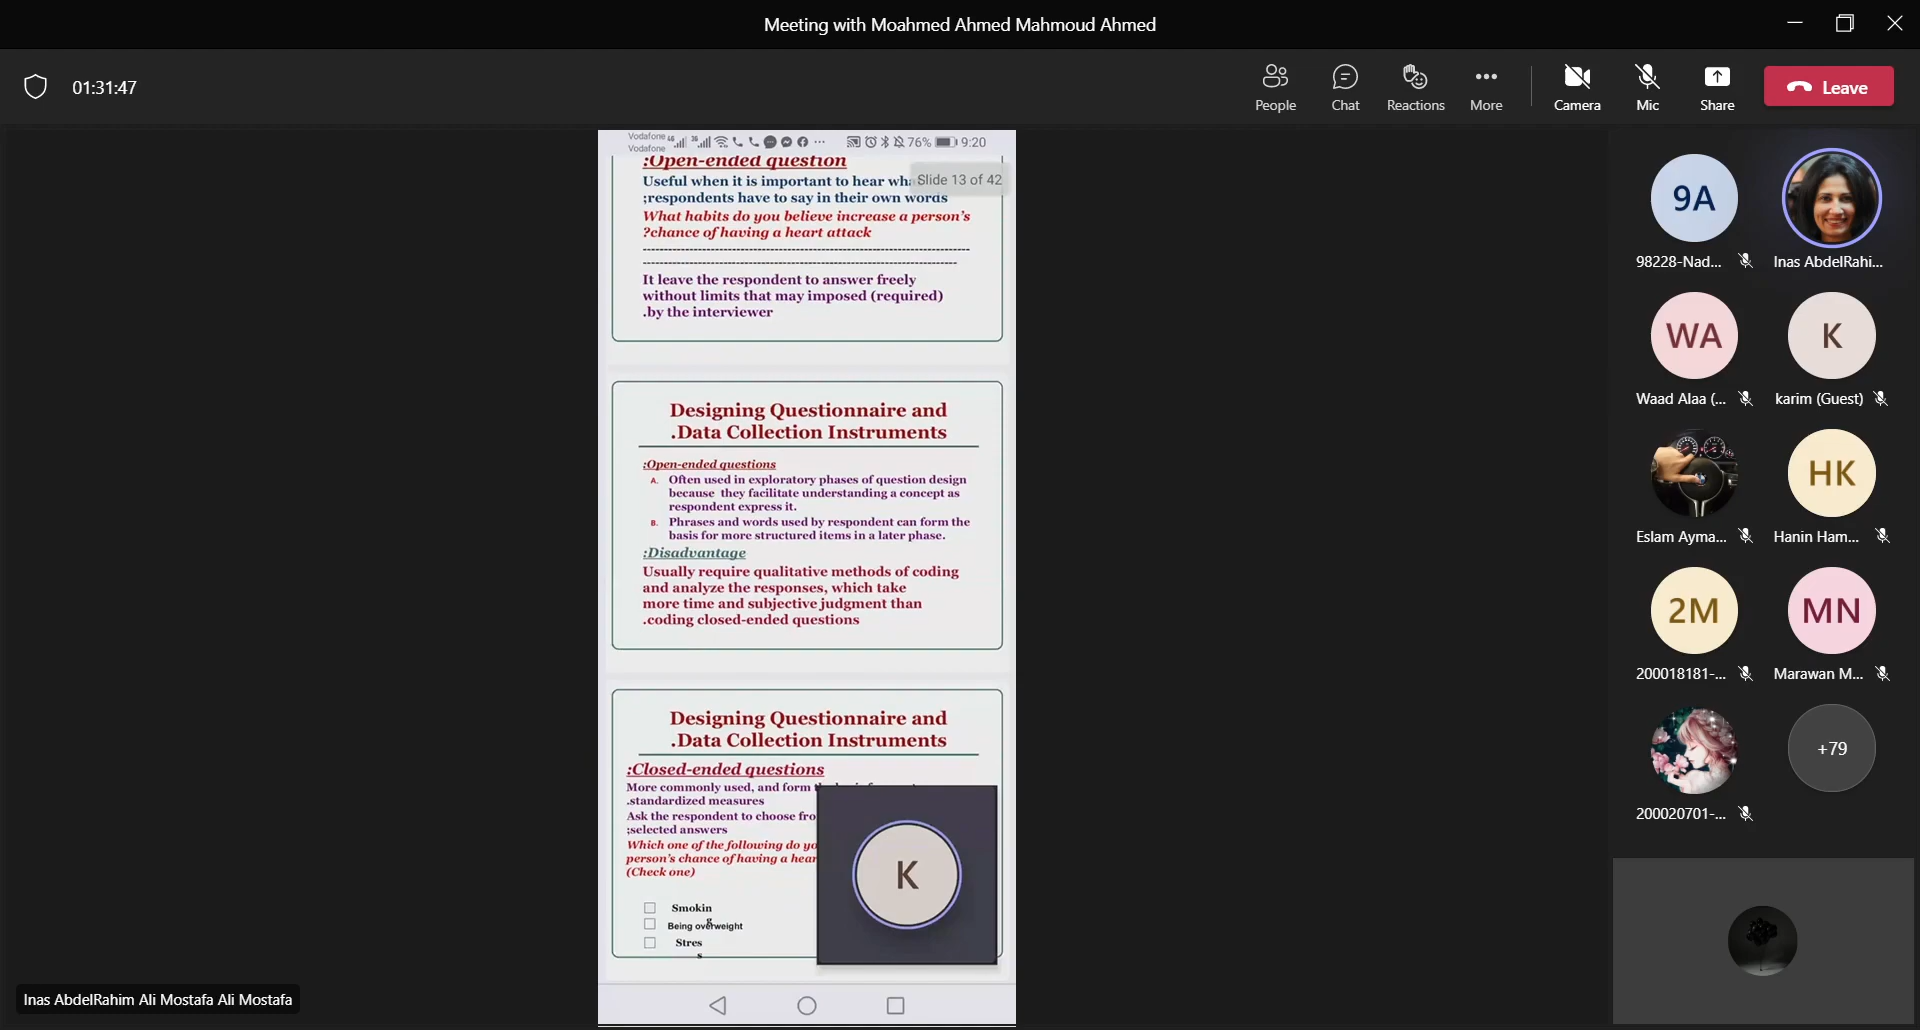 Meeting with Moahmed Ahmed Mahmoud Ahmed
01:31:47
People
Chat
Reactions
More
Camera
Mic
Share
Leave
Vodafone
Vodafone
4G
3G
76%
9:20
:Open-ended question
Slide 13 of 42
Useful when it is important to hear
;respondents have to say in their own words
What habits do you believe increase a person's
?chance of having a heart attack
It leave the respondent to answer freely
without limits that may imposed (required)
.by the interviewer
Designing Questionnaire and
.Data Collection Instruments
:Open-ended questions
A. Often used in exploratory phases of question design
because they facilitate understanding a concept as
respondent express it.
B. Phrases and words used by respondent can form the
basis for more structured items in a later phase.
:Disadvantage
Usually require qualitative methods of coding
and analyze the responses, which take
more time and subjective judgment than
.coding closed-ended questions
Designing Questionnaire and
.Data Collection Instruments
:Closed-ended questions
More commonly used, and form
.standardized measures
Ask the respondent to choose
;selected answers
Which one of the following do
person's chance of having a
(Check one)
Smokin
g
Being overweight
Stres
s
K
9A
98228-Nad...
Inas AbdelRahi...
WA
Waad Alaa (...
K
karim (Guest)
Eslam Ayma...
HK
Hanin Ham...
2M
200018181-...
MN
Marawan M...
200020701-...
+79
Inas AbdelRahim Ali Mostafa Ali Mostafa